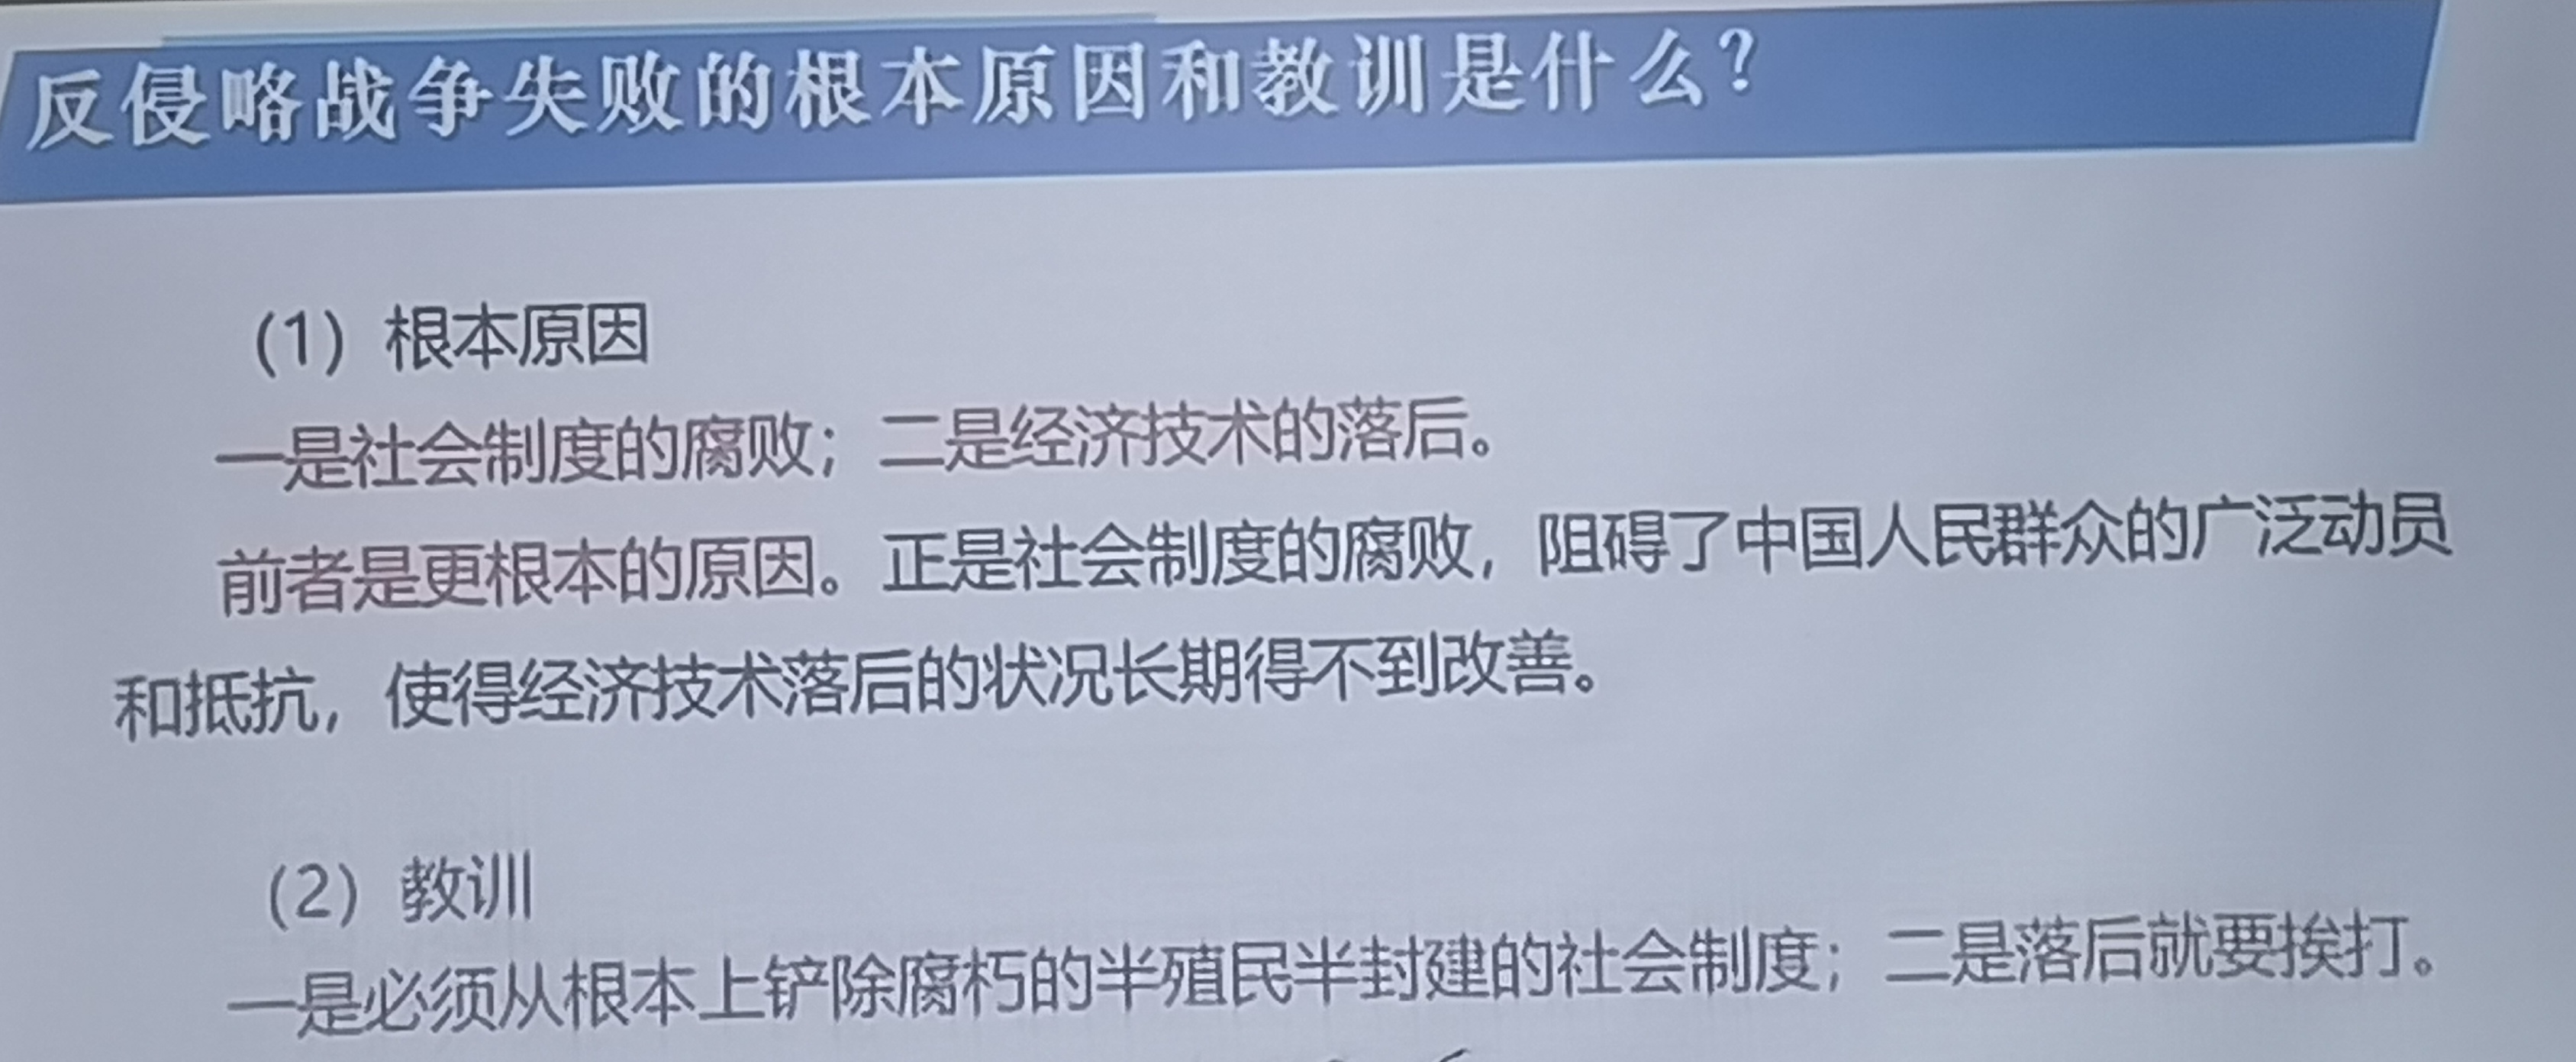 反侵略战争失败的根本原因和教训是什么？
（1）根本原因
一是社会制度的腐败；二是经济技术的落后。
前者是更根本的原因。正是社会制度的腐败，阻碍了中国人民群众的广泛动员
和抵抗，使得经济技术落后的状况长期得不到改善。
（2）教训
一是必须从根本上铲除腐朽的半殖民半封建的社会制度；二是落后就要挨打。